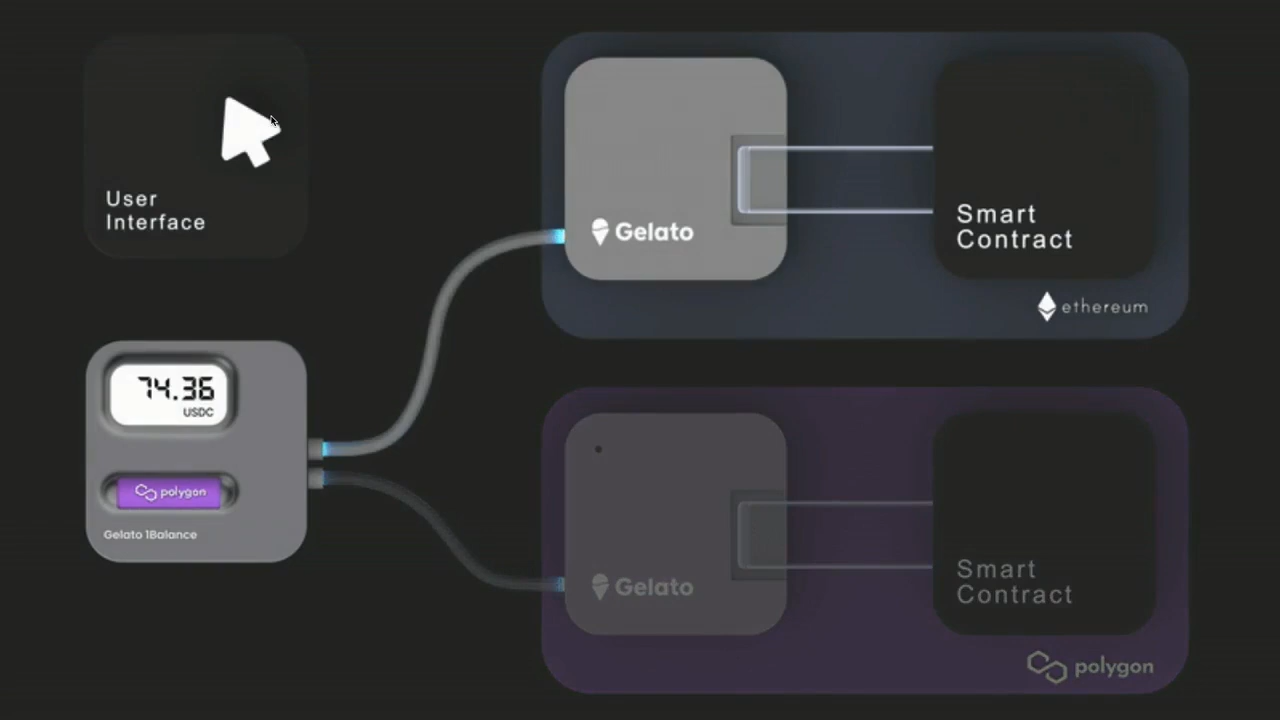 User
Interface
74.36
USDC
polygon
Gelato 1Balance
Gelato
Smart
Contract
ethereum
Gelato
Smart
Contract
polygon